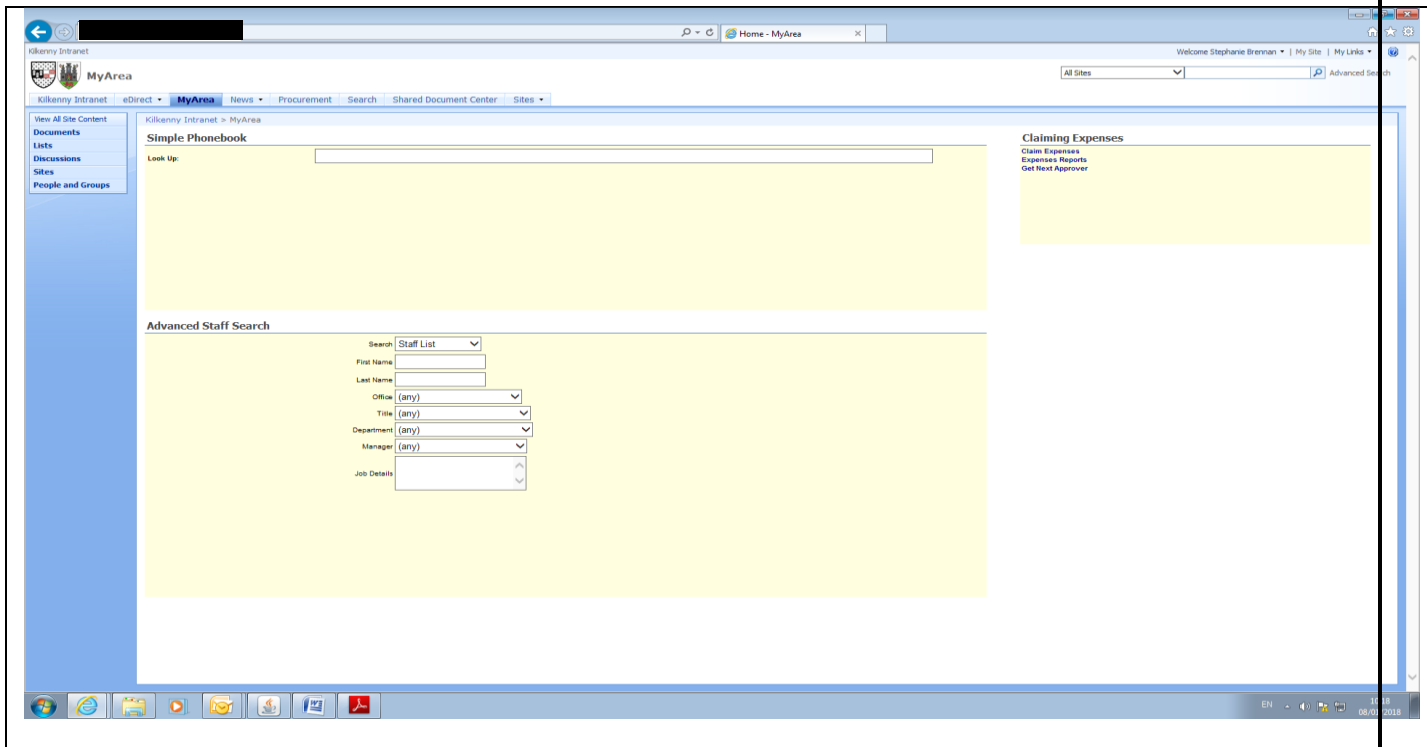 Home - MyArea
Kilkenny Intranet
Welcome Stephanie Brennan | My Site | My Links
MyArea
All Sites
Advanced Search
Kilkenny Intranet eDirect MyArea News Procurement Search Shared Document Center Sites
View All Site Content
Documents
Lists
Discussions
Sites
People and Groups
Kilkenny Intranet > MyArea
Simple Phonebook
Look Up:
Claiming Expenses
Claim Expenses
Expenses Reports
Get Next Approver
Advanced Staff Search
Search Staff List
First Name
Last Name
Office (any)
Title (any)
Department (any)
Manager (any)
Job Details
EN